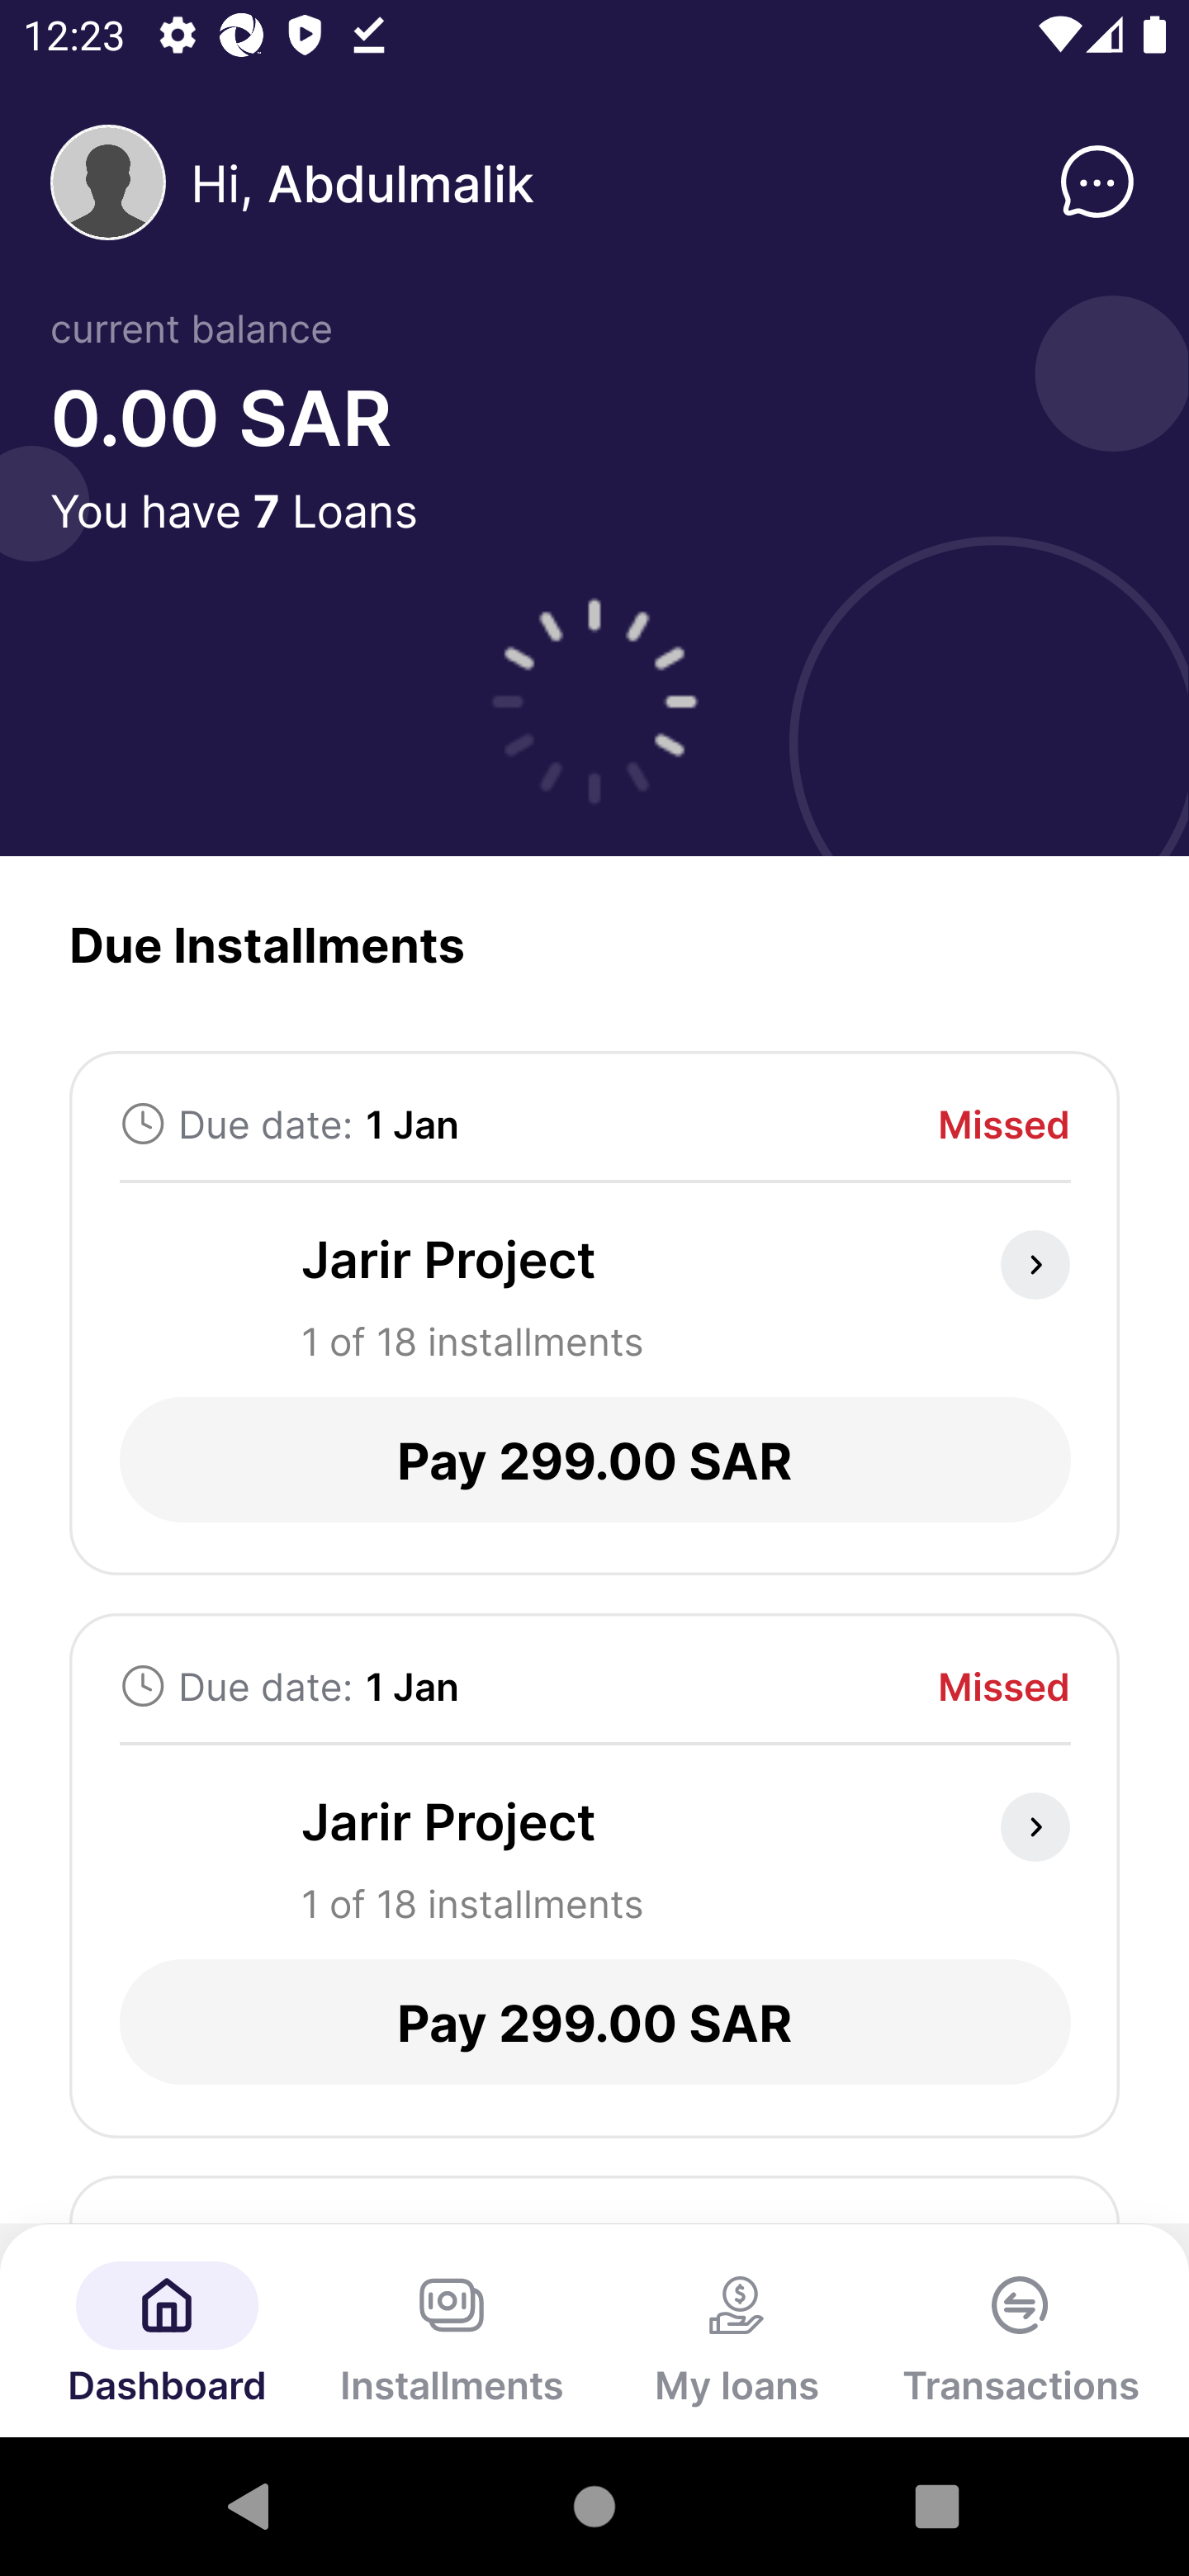 12:23
Hi, Abdulmalik
current balance
0.00 SAR
You have 7 Loans
Due Installments
Due date: 1 Jan Missed
Jarir Project
1 of 18 installments
Pay 299.00 SAR
Due date: 1 Jan Missed
Jarir Project
1 of 18 installments
Pay 299.00 SAR
Dashboard Installments My loans Transactions